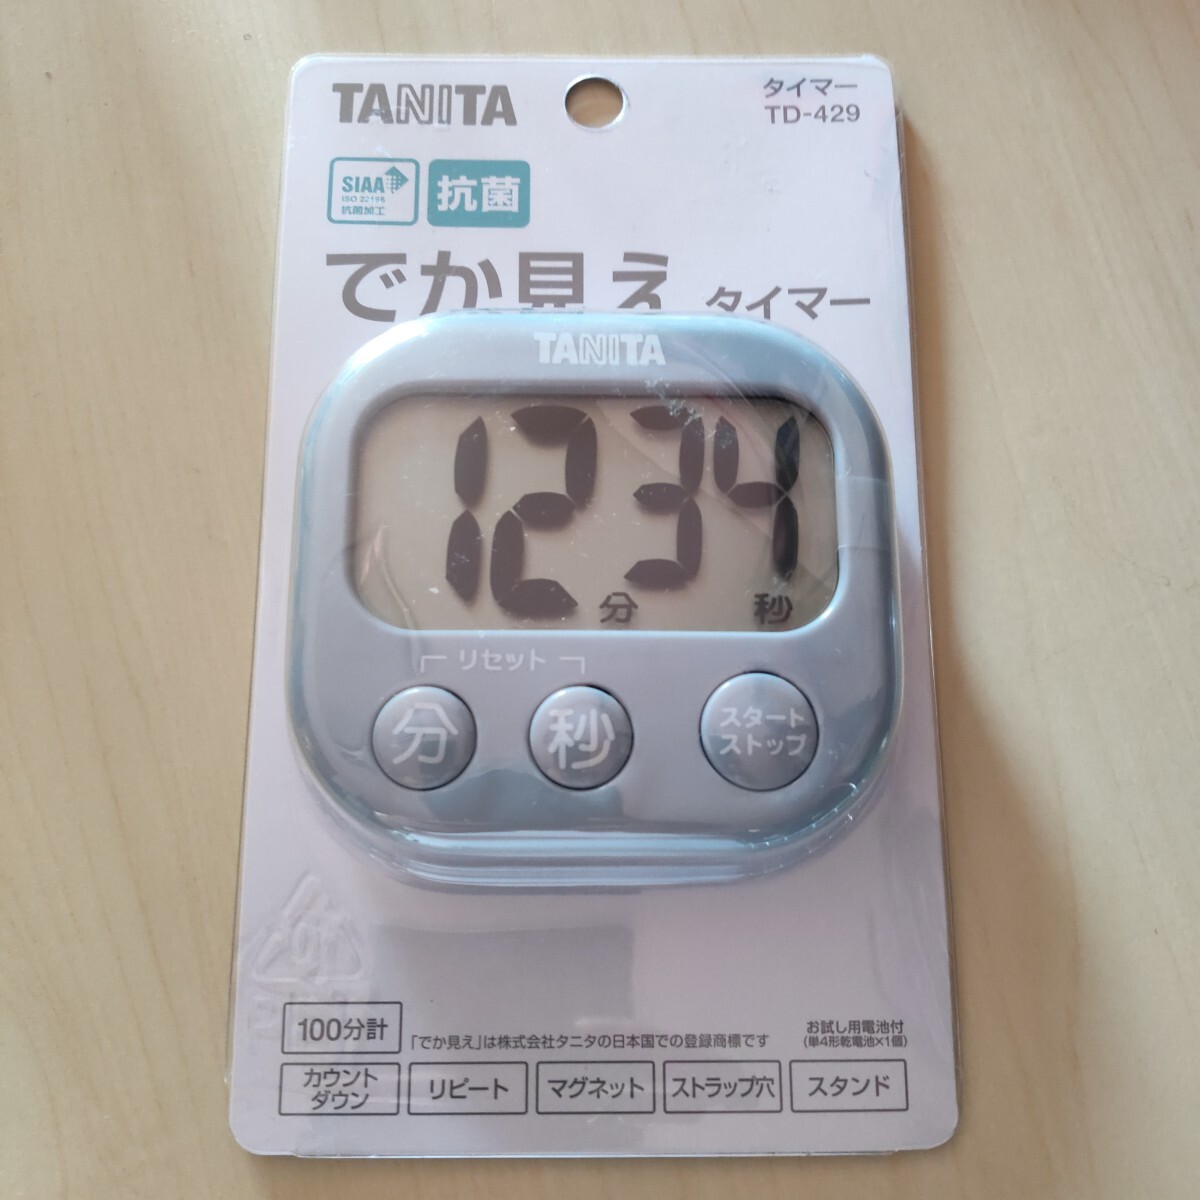 TANITA
タイマー
TD-429
SIAA
ISO 22196
抗菌加工
抗菌
でか見え タイマー
TANITA
12 34
分 秒
リセット
分
秒
スタート
ストップ
100分計
「でか見え」は株式会社タニタの日本国での登録商標です
お試し用電池付
(単4形乾電池×1個)
カウント
ダウン
リピート
マグネット
ストラップ穴
スタンド